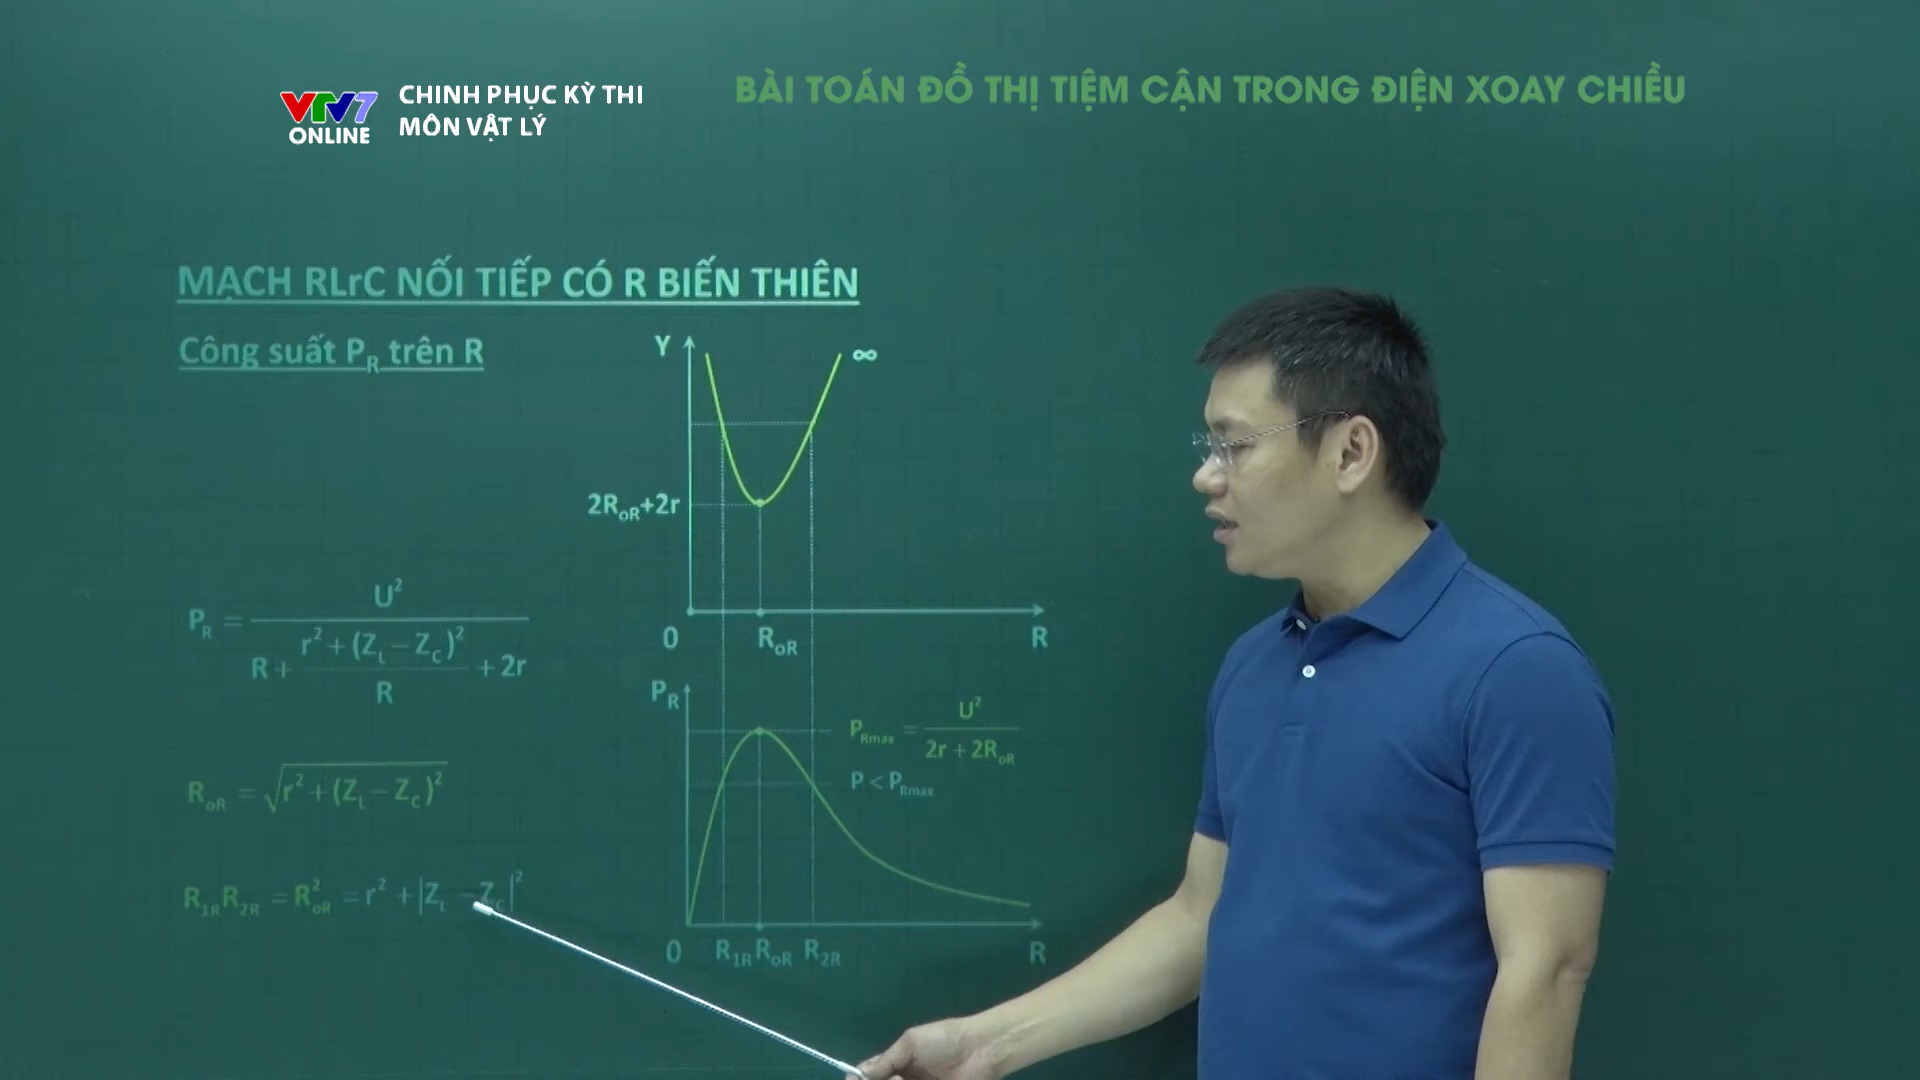 VTV7
ONLINE
CHINH PHỤC KỲ THI
MÔN VẬT LÝ
BÀI TOÁN ĐỒ THỊ TIỆM CẬN TRONG ĐIỆN XOAY CHIỀU
MẠCH RLrC NỐI TIẾP CÓ R BIẾN THIÊN
Công suất P_R trên R
Y
∞
2R_oR+2r
0
R_oR
R
P_R = U² / (R + (r² + (Z_L − Z_C)²) / R + 2r)
R_oR = √(r² + (Z_L − Z_C)²)
R_1R R_2R = R²_oR = r² + |Z_L − Z_C|²
P_R
P_Rmax = U² / (2r + 2R_oR)
P < P_Rmax
0
R_1R
R_oR
R_2R
R